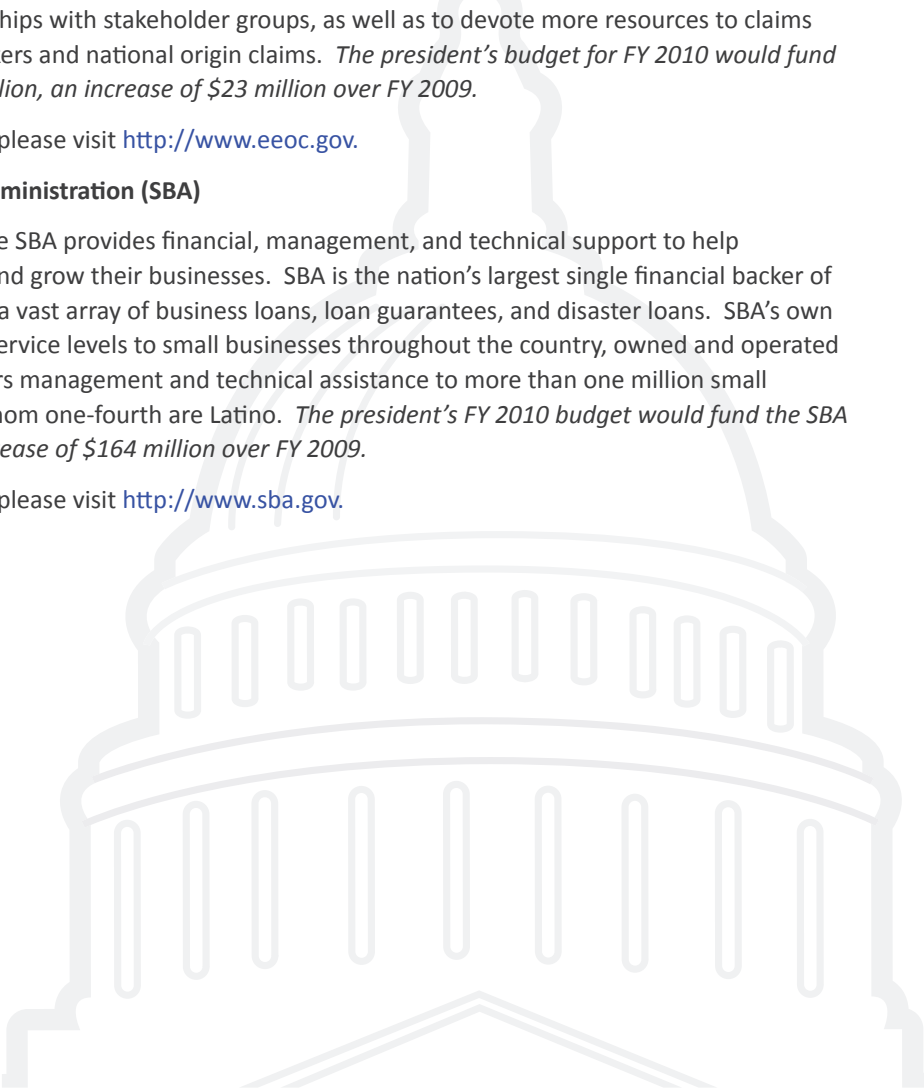 hips with stakeholder groups, as well as to devote more resources to claims
ers and national origin claims. The president's budget for FY 2010 would fund
lion, an increase of $23 million over FY 2009.
please visit http://www.eeoc.gov.
ministration (SBA)
e SBA provides financial, management, and technical support to help
nd grow their businesses. SBA is the nation's largest single financial backer of
a vast array of business loans, loan guarantees, and disaster loans. SBA's own
ervice levels to small businesses throughout the country, owned and operated
rs management and technical assistance to more than one million small
hom one-fourth are Latino. The president's FY 2010 budget would fund the SBA
ease of $164 million over FY 2009.
please visit http://www.sba.gov.